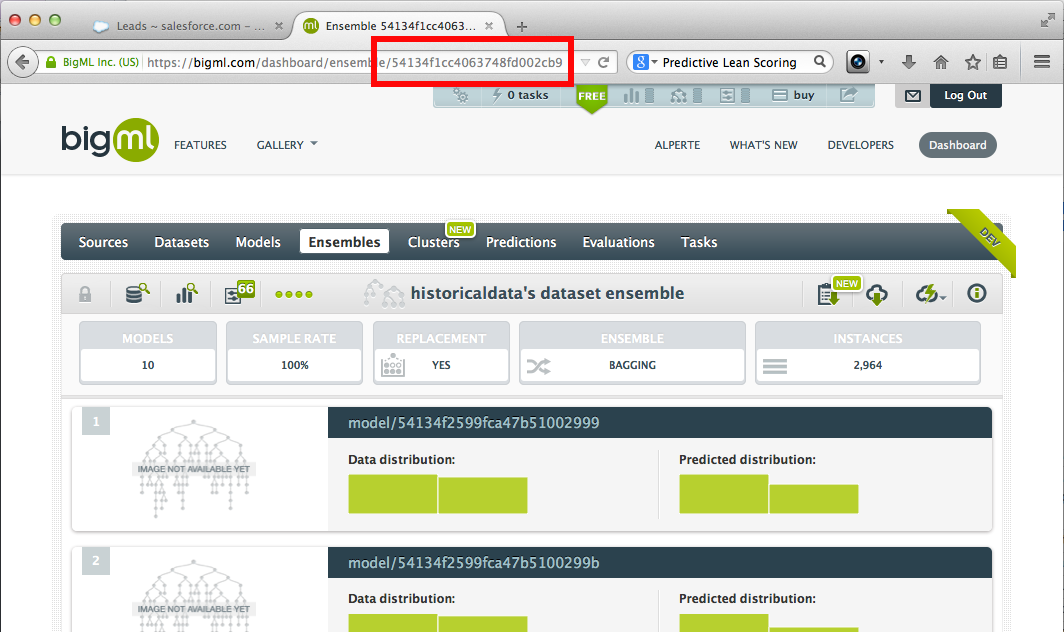 Leads ~ salesforce.com - ...
ml
Ensemble 54134f1cc4063...
BigML Inc. (US)
https://bigml.com/dashboard/ensemble/54134f1cc4063748fd002cb9
8
Predictive Lean Scoring
0 tasks
FREE
buy
Log Out
bigml
FEATURES
GALLERY
ALPERTE
WHAT'S NEW
DEVELOPERS
Dashboard
Sources
Datasets
Models
Ensembles
Clusters
NEW
Predictions
Evaluations
Tasks
DEV
66
historicaldata's dataset ensemble
NEW
MODELS
10
SAMPLE RATE
100%
REPLACEMENT
YES
ENSEMBLE
BAGGING
INSTANCES
2,964
1
IMAGE NOT AVAILABLE YET
model/54134f2599fca47b51002999
Data distribution:
Predicted distribution:
2
IMAGE NOT AVAILABLE YET
model/54134f2599fca47b5100299b
Data distribution:
Predicted distribution: